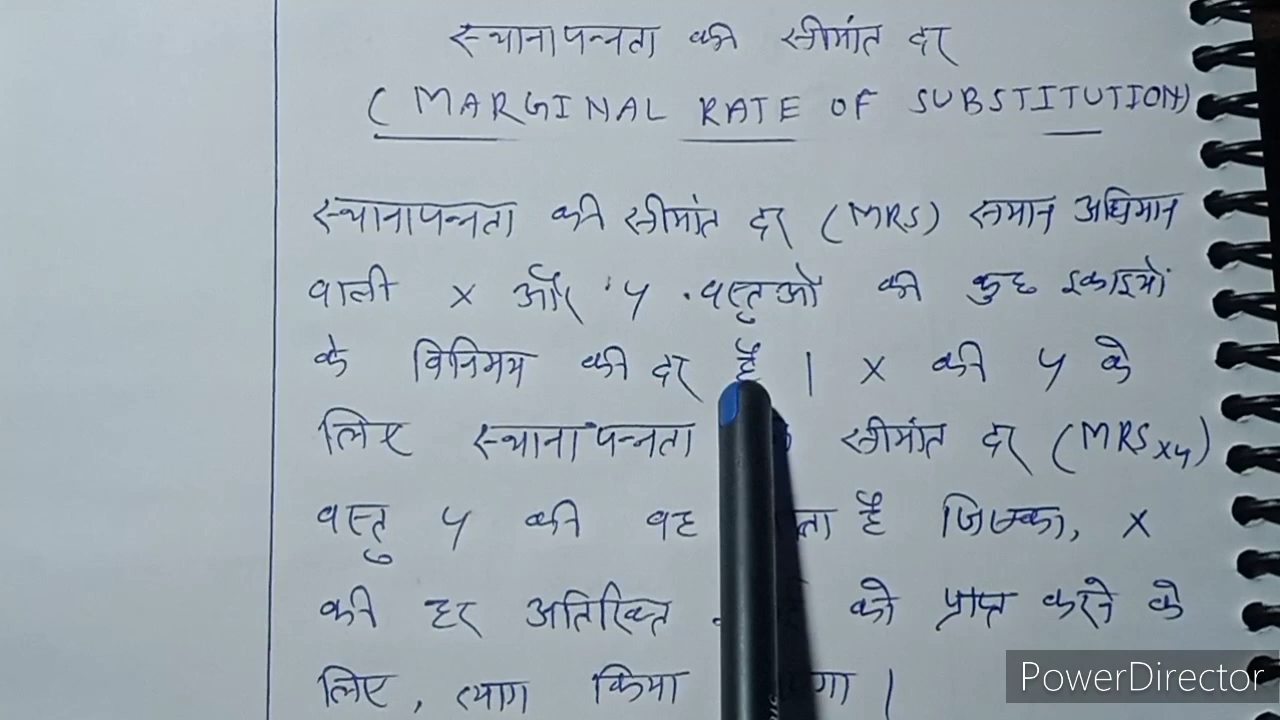 स्थानापन्नता की सीमांत दर
(MARGINAL RATE OF SUBSTITUTION)
स्थानापन्नता की सीमांत दर (MRS) समान अधिमान
वाली x और 'y वस्तुओं की कुछ इकाइयों
के विनिमय की दर है । x की y के
लिए स्थानापन्नता सीमांत दर (MRSxy)
वस्तु y की वह है जिसका, x
की हर अतिरिक्त को प्राप्त करने के
लिए, त्याग किया ।
PowerDirector